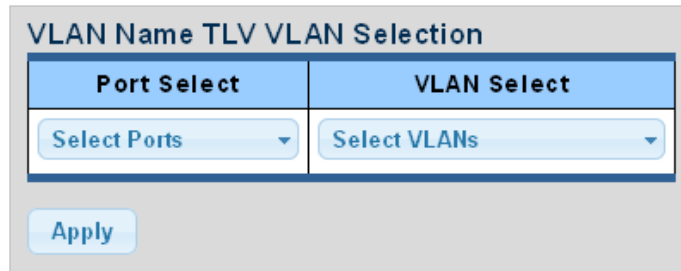 VLAN Name TLV VLAN Selection
Port Select VLAN Select
Select Ports Select VLANs
Apply